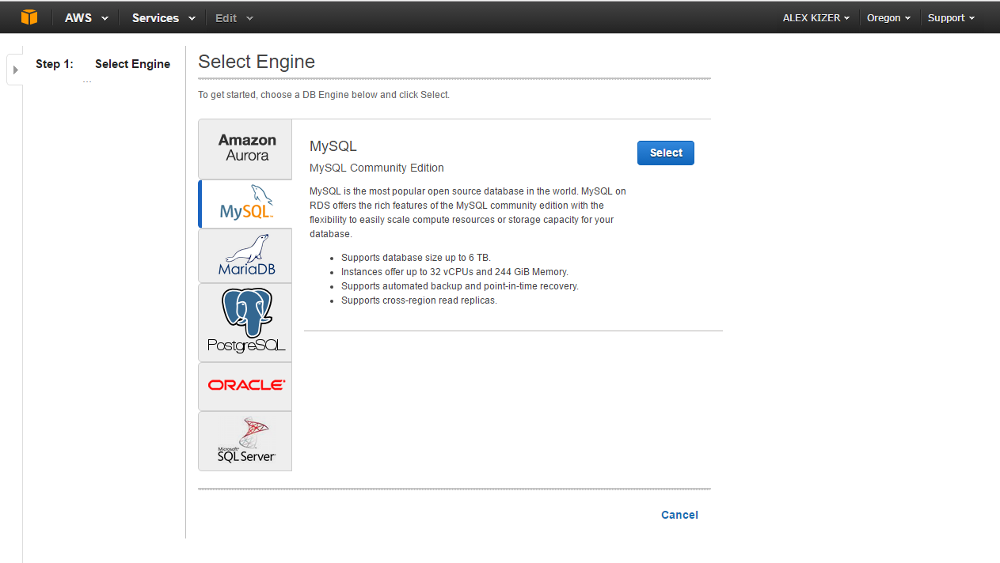 AWS Services Edit ALEX KIZER Oregon Support
Step 1: Select Engine
...
Select Engine
To get started, choose a DB Engine below and click Select.
Amazon
Aurora
MySQL™
MariaDB
PostgreSQL
ORACLE®
Microsoft®
SQL Server®
MySQL
Select
MySQL Community Edition
MySQL is the most popular open source database in the world. MySQL on
RDS offers the rich features of the MySQL community edition with the
flexibility to easily scale compute resources or storage capacity for your
database.
• Supports database size up to 6 TB.
• Instances offer up to 32 vCPUs and 244 GiB Memory.
• Supports automated backup and point-in-time recovery.
• Supports cross-region read replicas.
Cancel